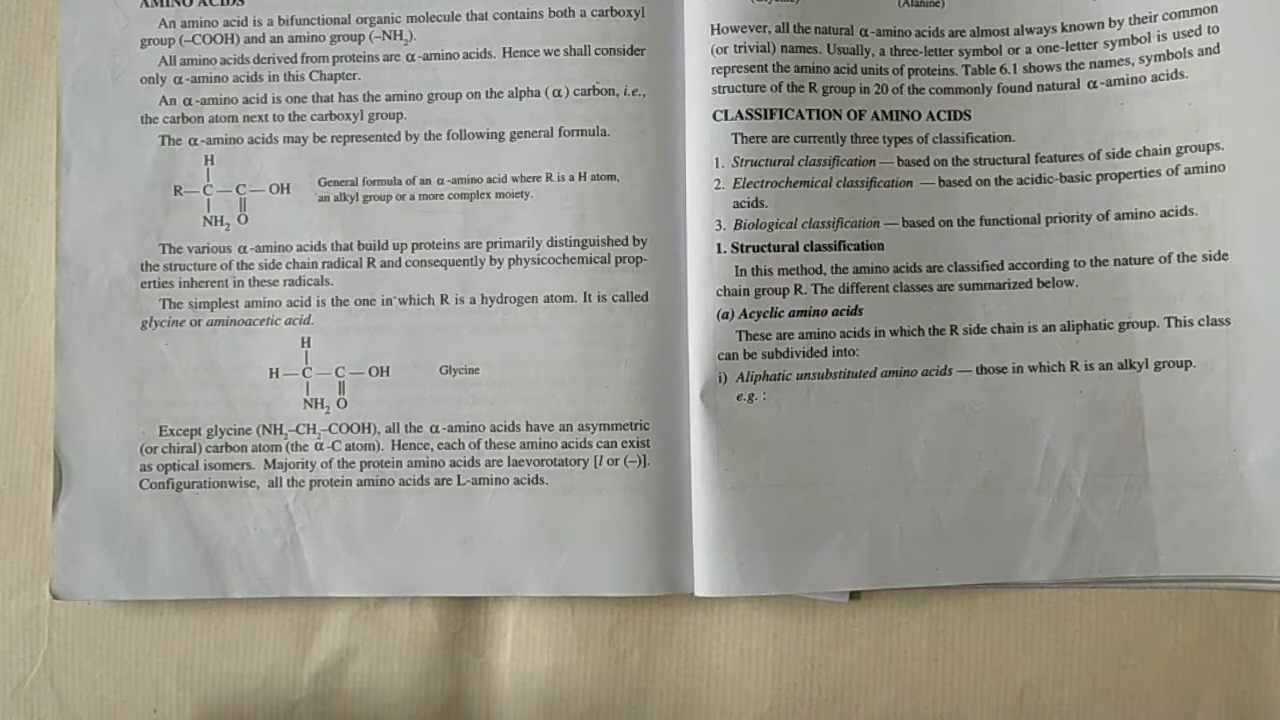 AMINO ACIDS
An amino acid is a bifunctional organic molecule that contains both a carboxyl
group (–COOH) and an amino group (–NH2).
All amino acids derived from proteins are α-amino acids. Hence we shall consider
only α-amino acids in this Chapter.
An α-amino acid is one that has the amino group on the alpha (α) carbon, i.e.,
the carbon atom next to the carboxyl group.
The α-amino acids may be represented by the following general formula.
H
R—C—C—OH
NH2 O
General formula of an α-amino acid where R is a H atom,
an alkyl group or a more complex moiety.
The various α-amino acids that build up proteins are primarily distinguished by
the structure of the side chain radical R and consequently by physicochemical prop-
erties inherent in these radicals.
The simplest amino acid is the one in which R is a hydrogen atom. It is called
glycine or aminoacetic acid.
H
H—C—C—OH Glycine
NH2 O
Except glycine (NH2–CH2–COOH), all the α-amino acids have an asymmetric
(or chiral) carbon atom (the α-C atom). Hence, each of these amino acids can exist
as optical isomers. Majority of the protein amino acids are laevorotatory [l or (–)].
Configurationwise, all the protein amino acids are L-amino acids.
(Alanine)
However, all the natural α-amino acids are almost always known by their common
(or trivial) names. Usually, a three-letter symbol or a one-letter symbol is used to
represent the amino acid units of proteins. Table 6.1 shows the names, symbols and
structure of the R group in 20 of the commonly found natural α-amino acids.
CLASSIFICATION OF AMINO ACIDS
There are currently three types of classification.
1. Structural classification — based on the structural features of side chain groups.
2. Electrochemical classification — based on the acidic-basic properties of amino
acids.
3. Biological classification — based on the functional priority of amino acids.
1. Structural classification
In this method, the amino acids are classified according to the nature of the side
chain group R. The different classes are summarized below.
(a) Acyclic amino acids
These are amino acids in which the R side chain is an aliphatic group. This class
can be subdivided into:
i) Aliphatic unsubstituted amino acids — those in which R is an alkyl group.
e.g. :